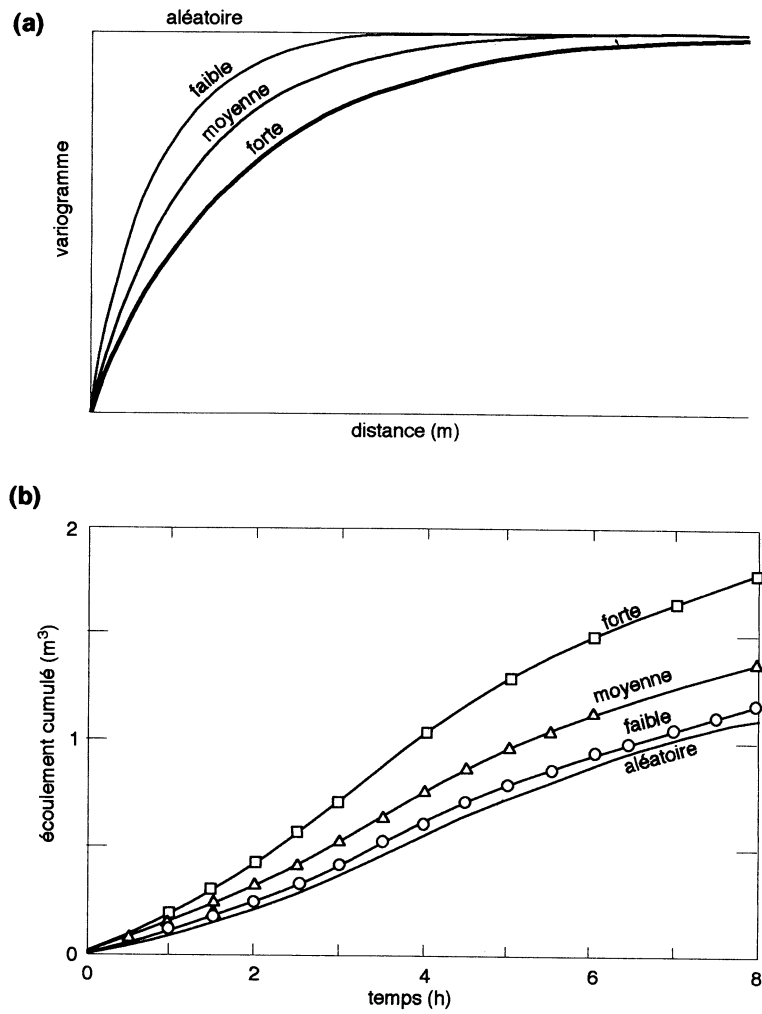 (a)
aléatoire
faible
moyenne
forte
variogramme
distance (m)
(b)
2
1
0
écoulement cumulé (m³)
forte
moyenne
faible
aléatoire
0 2 4 6 8
temps (h)